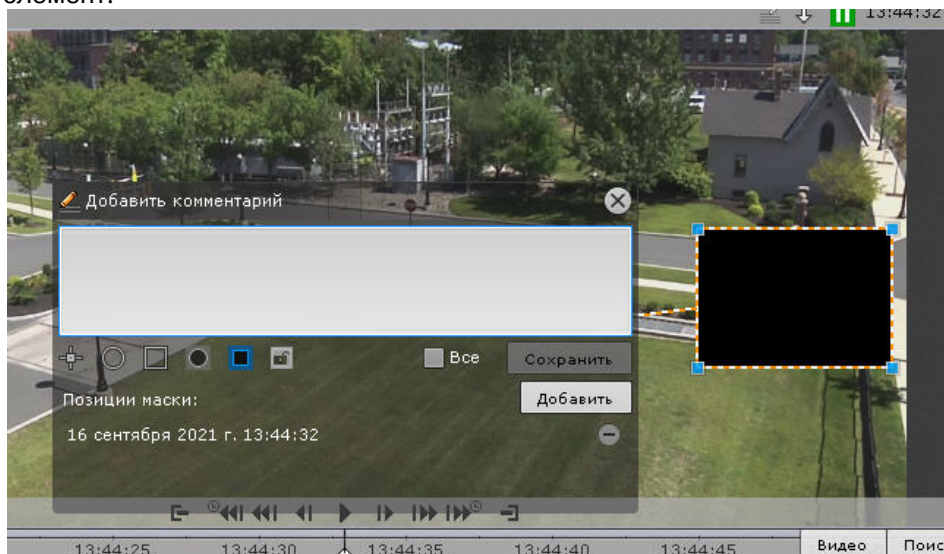 элемент:
13:44:32
Добавить комментарий
Все
Сохранить
Позиции маски:
Добавить
16 сентября 2021 г. 13:44:32
13:44:25 13:44:30 13:44:35 13:44:40 13:44:45
Видео
Поис